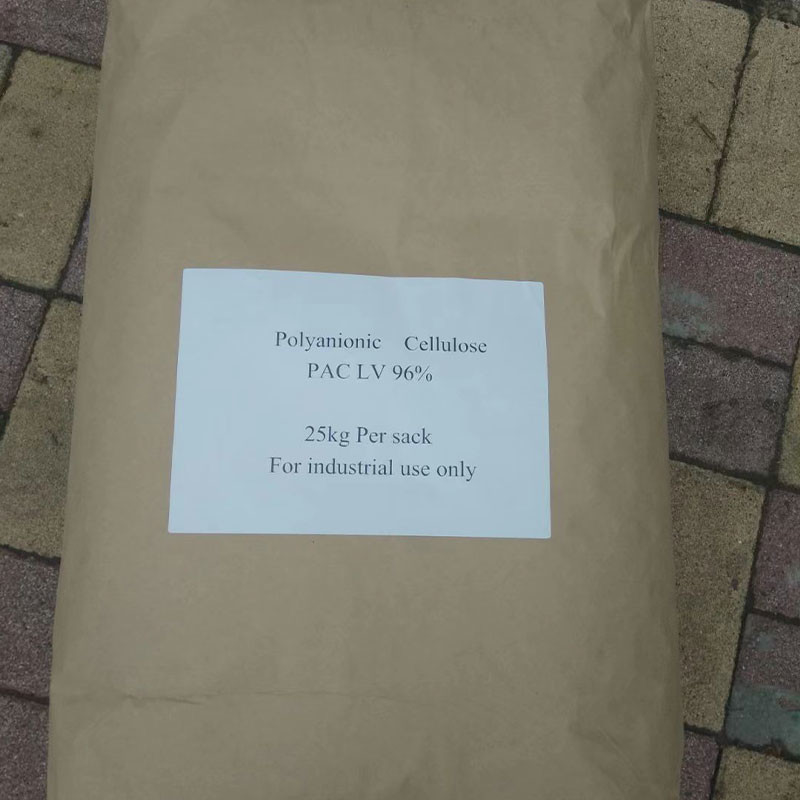 Polyanionic Cellulose
PAC LV 96%
25kg Per sack
For industrial use only